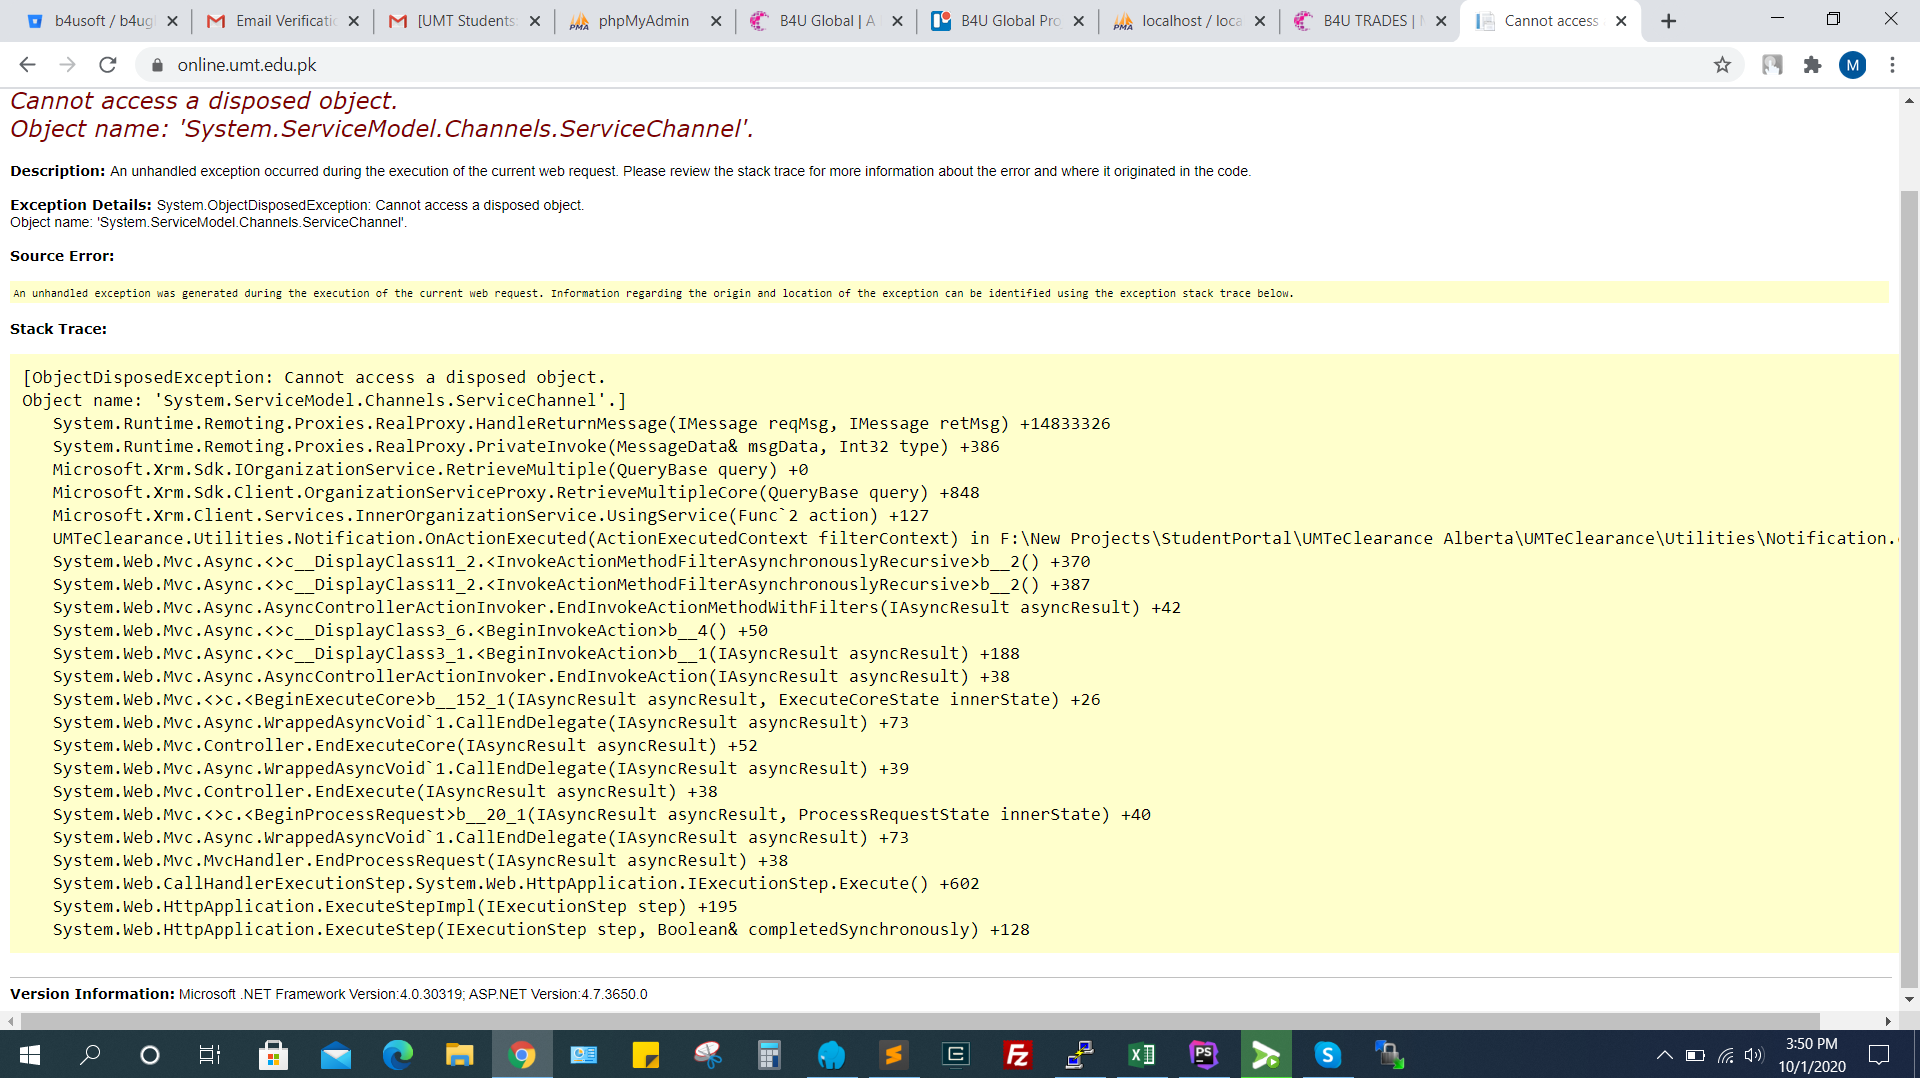 b4usoft / b4ugl
Email Verificatio
[UMT Students
phpMyAdmin
B4U Global | A
B4U Global Pro
localhost / loca
B4U TRADES | M
Cannot access
online.umt.edu.pk
M
Cannot access a disposed object.
Object name: 'System.ServiceModel.Channels.ServiceChannel'.
Description: An unhandled exception occurred during the execution of the current web request. Please review the stack trace for more information about the error and where it originated in the code.
Exception Details: System.ObjectDisposedException: Cannot access a disposed object.
Object name: 'System.ServiceModel.Channels.ServiceChannel'.
Source Error:
An unhandled exception was generated during the execution of the current web request. Information regarding the origin and location of the exception can be identified using the exception stack trace below.
Stack Trace:
[ObjectDisposedException: Cannot access a disposed object.
Object name: 'System.ServiceModel.Channels.ServiceChannel'.]
System.Runtime.Remoting.Proxies.RealProxy.HandleReturnMessage(IMessage reqMsg, IMessage retMsg) +14833326
System.Runtime.Remoting.Proxies.RealProxy.PrivateInvoke(MessageData& msgData, Int32 type) +386
Microsoft.Xrm.Sdk.IOrganizationService.RetrieveMultiple(QueryBase query) +0
Microsoft.Xrm.Sdk.Client.OrganizationServiceProxy.RetrieveMultipleCore(QueryBase query) +848
Microsoft.Xrm.Client.Services.InnerOrganizationService.UsingService(Func`2 action) +127
UMTeClearance.Utilities.Notification.OnActionExecuted(ActionExecutedContext filterContext) in F:\New Projects\StudentPortal\UMTeClearance Alberta\UMTeClearance\Utilities\Notification.
System.Web.Mvc.Async.<>c__DisplayClass11_2.<InvokeActionMethodFilterAsynchronouslyRecursive>b__2() +370
System.Web.Mvc.Async.<>c__DisplayClass11_2.<InvokeActionMethodFilterAsynchronouslyRecursive>b__2() +387
System.Web.Mvc.Async.AsyncControllerActionInvoker.EndInvokeActionMethodWithFilters(IAsyncResult asyncResult) +42
System.Web.Mvc.Async.<>c__DisplayClass3_6.<BeginInvokeAction>b__4() +50
System.Web.Mvc.Async.<>c__DisplayClass3_1.<BeginInvokeAction>b__1(IAsyncResult asyncResult) +188
System.Web.Mvc.Async.AsyncControllerActionInvoker.EndInvokeAction(IAsyncResult asyncResult) +38
System.Web.Mvc.<>c.<BeginExecuteCore>b__152_1(IAsyncResult asyncResult, ExecuteCoreState innerState) +26
System.Web.Mvc.Async.WrappedAsyncVoid`1.CallEndDelegate(IAsyncResult asyncResult) +73
System.Web.Mvc.Controller.EndExecuteCore(IAsyncResult asyncResult) +52
System.Web.Mvc.Async.WrappedAsyncVoid`1.CallEndDelegate(IAsyncResult asyncResult) +39
System.Web.Mvc.Controller.EndExecute(IAsyncResult asyncResult) +38
System.Web.Mvc.<>c.<BeginProcessRequest>b__20_1(IAsyncResult asyncResult, ProcessRequestState innerState) +40
System.Web.Mvc.Async.WrappedAsyncVoid`1.CallEndDelegate(IAsyncResult asyncResult) +73
System.Web.Mvc.MvcHandler.EndProcessRequest(IAsyncResult asyncResult) +38
System.Web.CallHandlerExecutionStep.System.Web.HttpApplication.IExecutionStep.Execute() +602
System.Web.HttpApplication.ExecuteStepImpl(IExecutionStep step) +195
System.Web.HttpApplication.ExecuteStep(IExecutionStep step, Boolean& completedSynchronously) +128
Version Information: Microsoft .NET Framework Version:4.0.30319; ASP.NET Version:4.7.3650.0
3:50 PM
10/1/2020